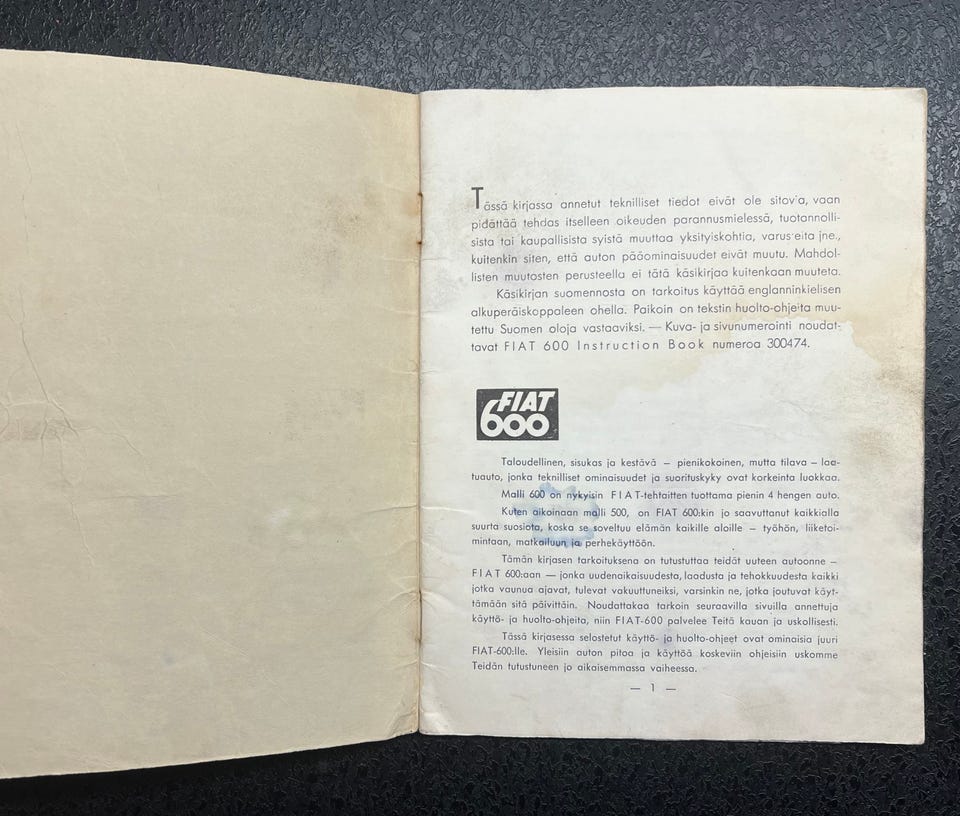 Tässä kirjassa annetut teknilliset tiedot eivät ole sitovia, vaan
pidättää tehdas itselleen oikeuden parannusmielessä, tuotannolli-
sista tai kaupallisista syistä muuttaa yksityiskohtia, varusteita jne.,
kuitenkin siten, että auton pääominaisuudet eivät muutu. Mahdol-
listen muutosten perusteella ei tätä käsikirjaa kuitenkaan muuteta.
Käsikirjan suomennosta on tarkoitus käyttää englanninkielisen
alkuperäiskappaleen ohella. Paikoin on tekstin huolto-ohjeita muu-
tettu Suomen oloja vastaaviksi. — Kuva- ja sivunumerointi noudat-
tavat FIAT 600 Instruction Book numeroa 300474.
FIAT
600
Taloudellinen, sisukas ja kestävä – pienikokoinen, mutta tilava – laa-
tuauto, jonka teknilliset ominaisuudet ja suorituskyky ovat korkeinta luokkaa.
Malli 600 on nykyisin FIAT-tehtaitten tuottama pienin 4 hengen auto.
Kuten aikoinaan malli 500, on FIAT 600:kin jo saavuttanut kaikkialla
suurta suosiota, koska se soveltuu elämän kaikille aloille – työhön, liiketoi-
mintaan, matkailuun ja perhekäyttöön.
Tämän kirjasen tarkoituksena on tutustuttaa teidät uuteen autoonne –
FIAT 600:aan — jonka uudenaikaisuudesta, laadusta ja tehokkuudesta kaikki
jotka vaunua ajavat, tulevat vakuuttuneiksi, varsinkin ne, jotka joutuvat käyt-
tämään sitä päivittäin. Noudattakaa tarkoin seuraavilla sivuilla annettuja
käyttö- ja huolto-ohjeita, niin FIAT-600 palvelee Teitä kauan ja uskollisesti.
Tässä kirjasessa selostetut käyttö- ja huolto-ohjeet ovat ominaisia juuri
FIAT-600:lle. Yleisiin auton pitoa ja käyttöä koskeviin ohjeisiin uskomme
Teidän tutustuneen jo aikaisemmassa vaiheessa.
— 1 —